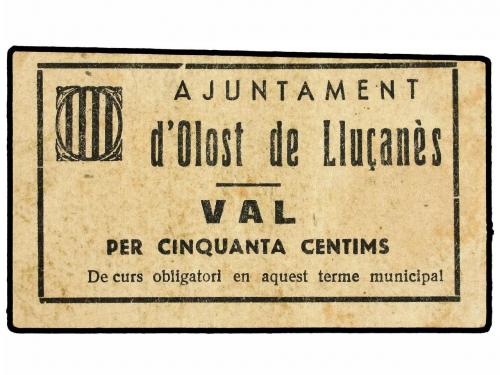 AJUNTAMENT
d'Olost de Lluçanès
VAL
PER CINQUANTA CENTIMS
De curs obligatori en aquest terme municipal